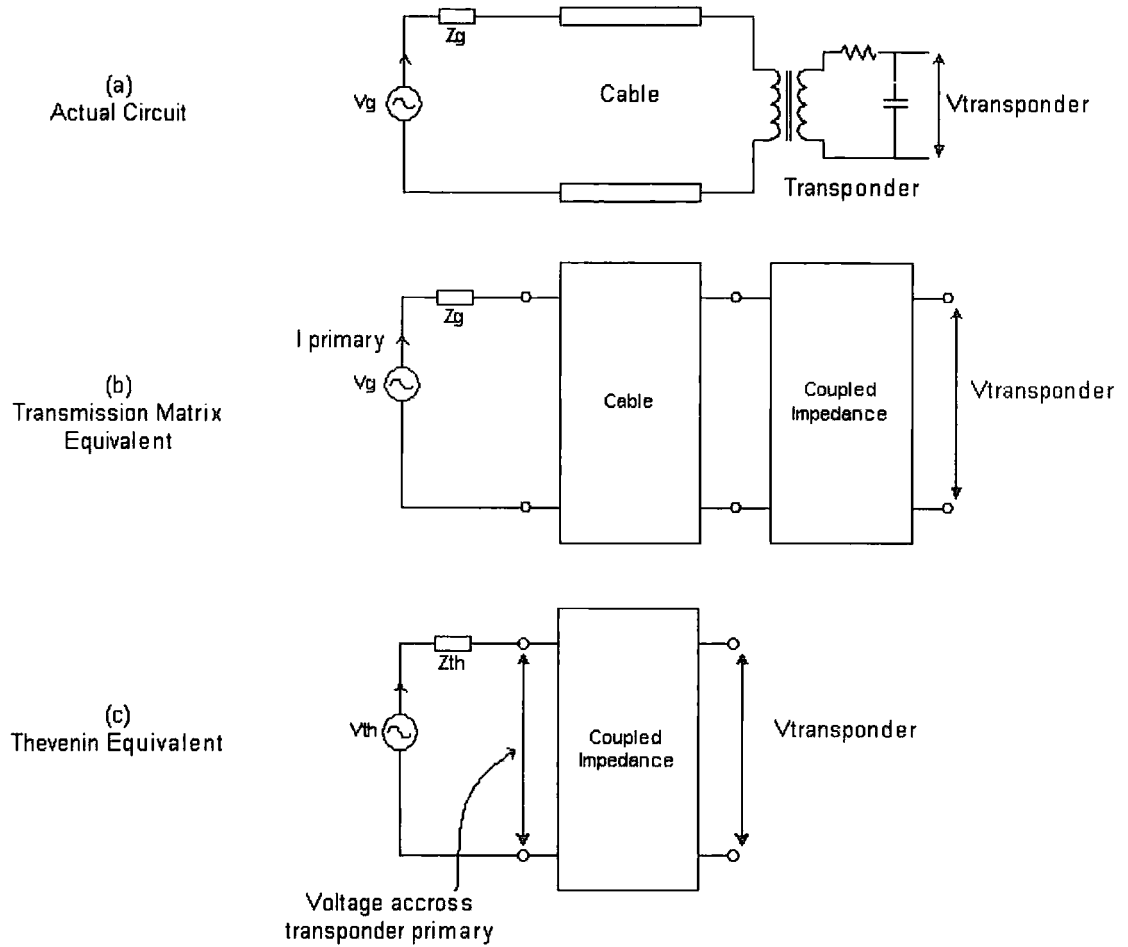 (a)
Actual Circuit
Zg
Vg
Cable
Transponder
Vtransponder
(b)
Transmission Matrix
Equivalent
I primary
Zg
Vg
Cable
Coupled
Impedance
Vtransponder
(c)
Thevenin Equivalent
Zth
Vth
Coupled
Impedance
Vtransponder
Voltage accross
transponder primary